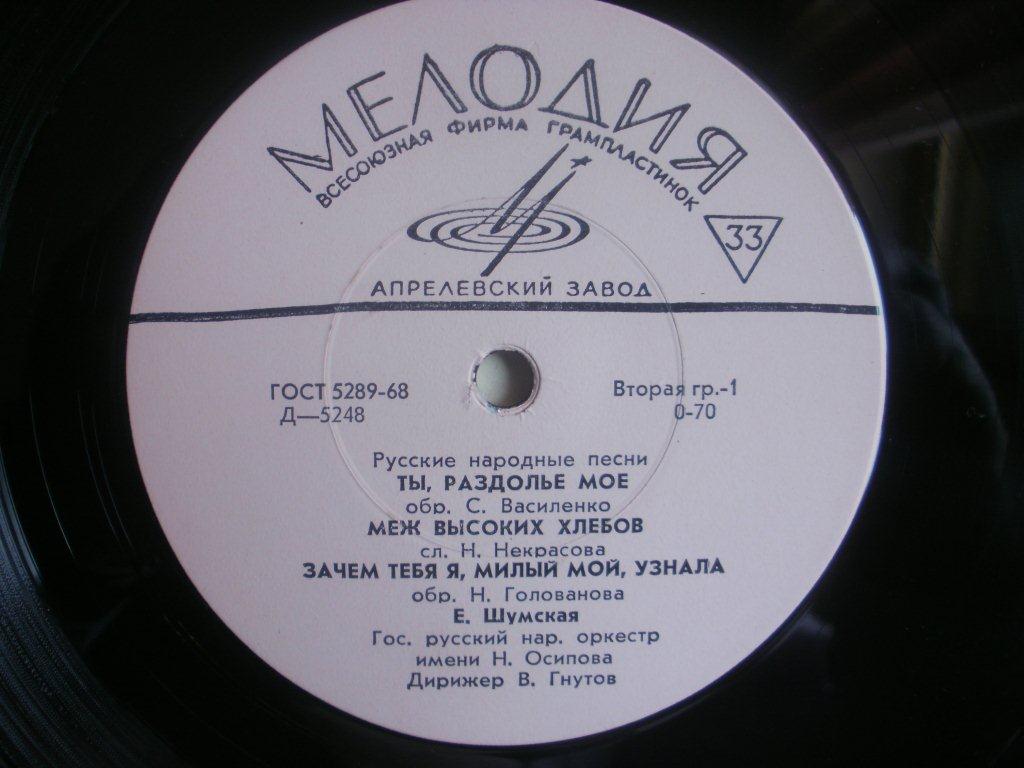 МЕЛОДИЯ
ВСЕСОЮЗНАЯ ФИРМА ГРАМПЛАСТИНОК
33
АПРЕЛЕВСКИЙ ЗАВОД
ГОСТ 5289-68 Вторая гр.-1
Д—5248 0-70
Русские народные песни
ТЫ, РАЗДОЛЬЕ МОЕ
обр. С. Василенко
МЕЖ ВЫСОКИХ ХЛЕБОВ
сл. Н. Некрасова
ЗАЧЕМ ТЕБЯ Я, МИЛЫЙ МОЙ, УЗНАЛА
обр. Н. Голованова
Е. Шумская
Гос. русский нар. оркестр
имени Н. Осипова
Дирижер В. Гнутов